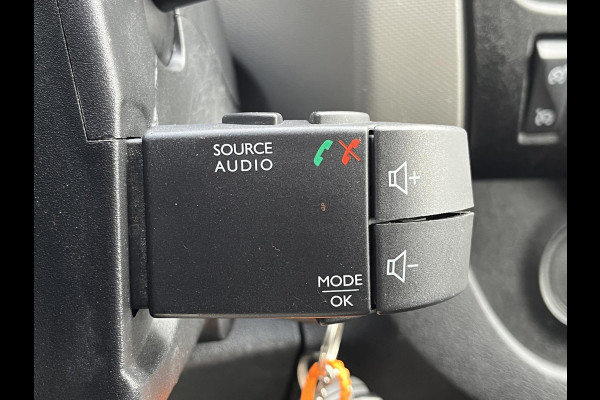 SOURCE
AUDIO
+
-
MODE
OK